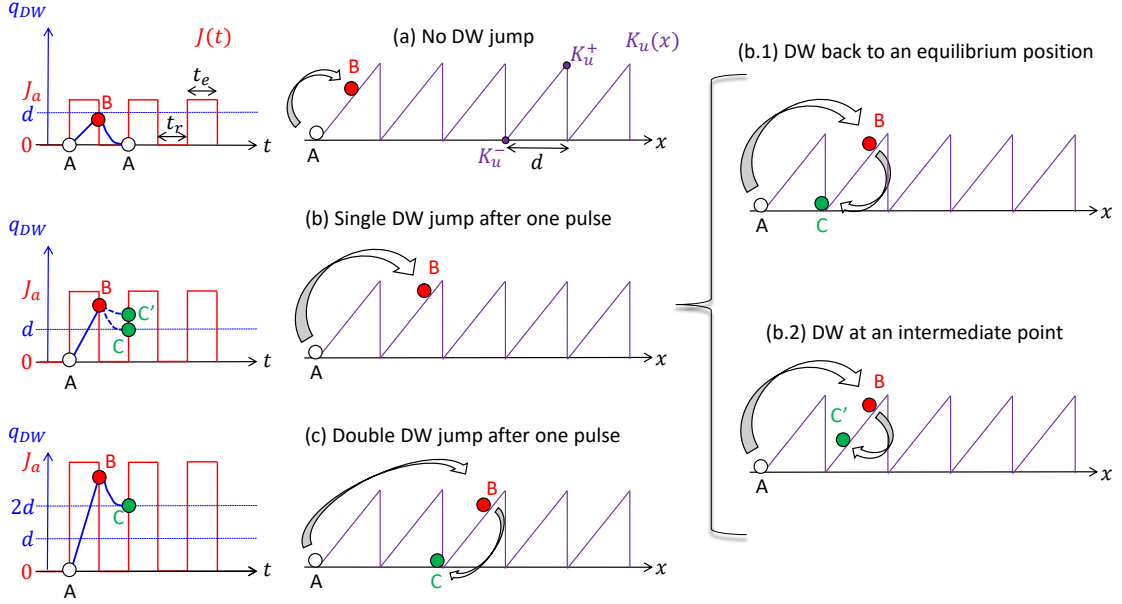 q_DW
J(t)
(a) No DW jump
K_u^+
K_u(x)
(b.1) DW back to an equilibrium position
t_e
J_a
B
d
t_r
0
t
A
A
B
A
K_u^-
d
x
B
A
C
x
q_DW
(b) Single DW jump after one pulse
J_a
B
C'
d
C
0
t
A
B
A
x
(b.2) DW at an intermediate point
B
C'
A
x
q_DW
(c) Double DW jump after one pulse
J_a
B
2d
C
d
0
t
A
B
A
C
x